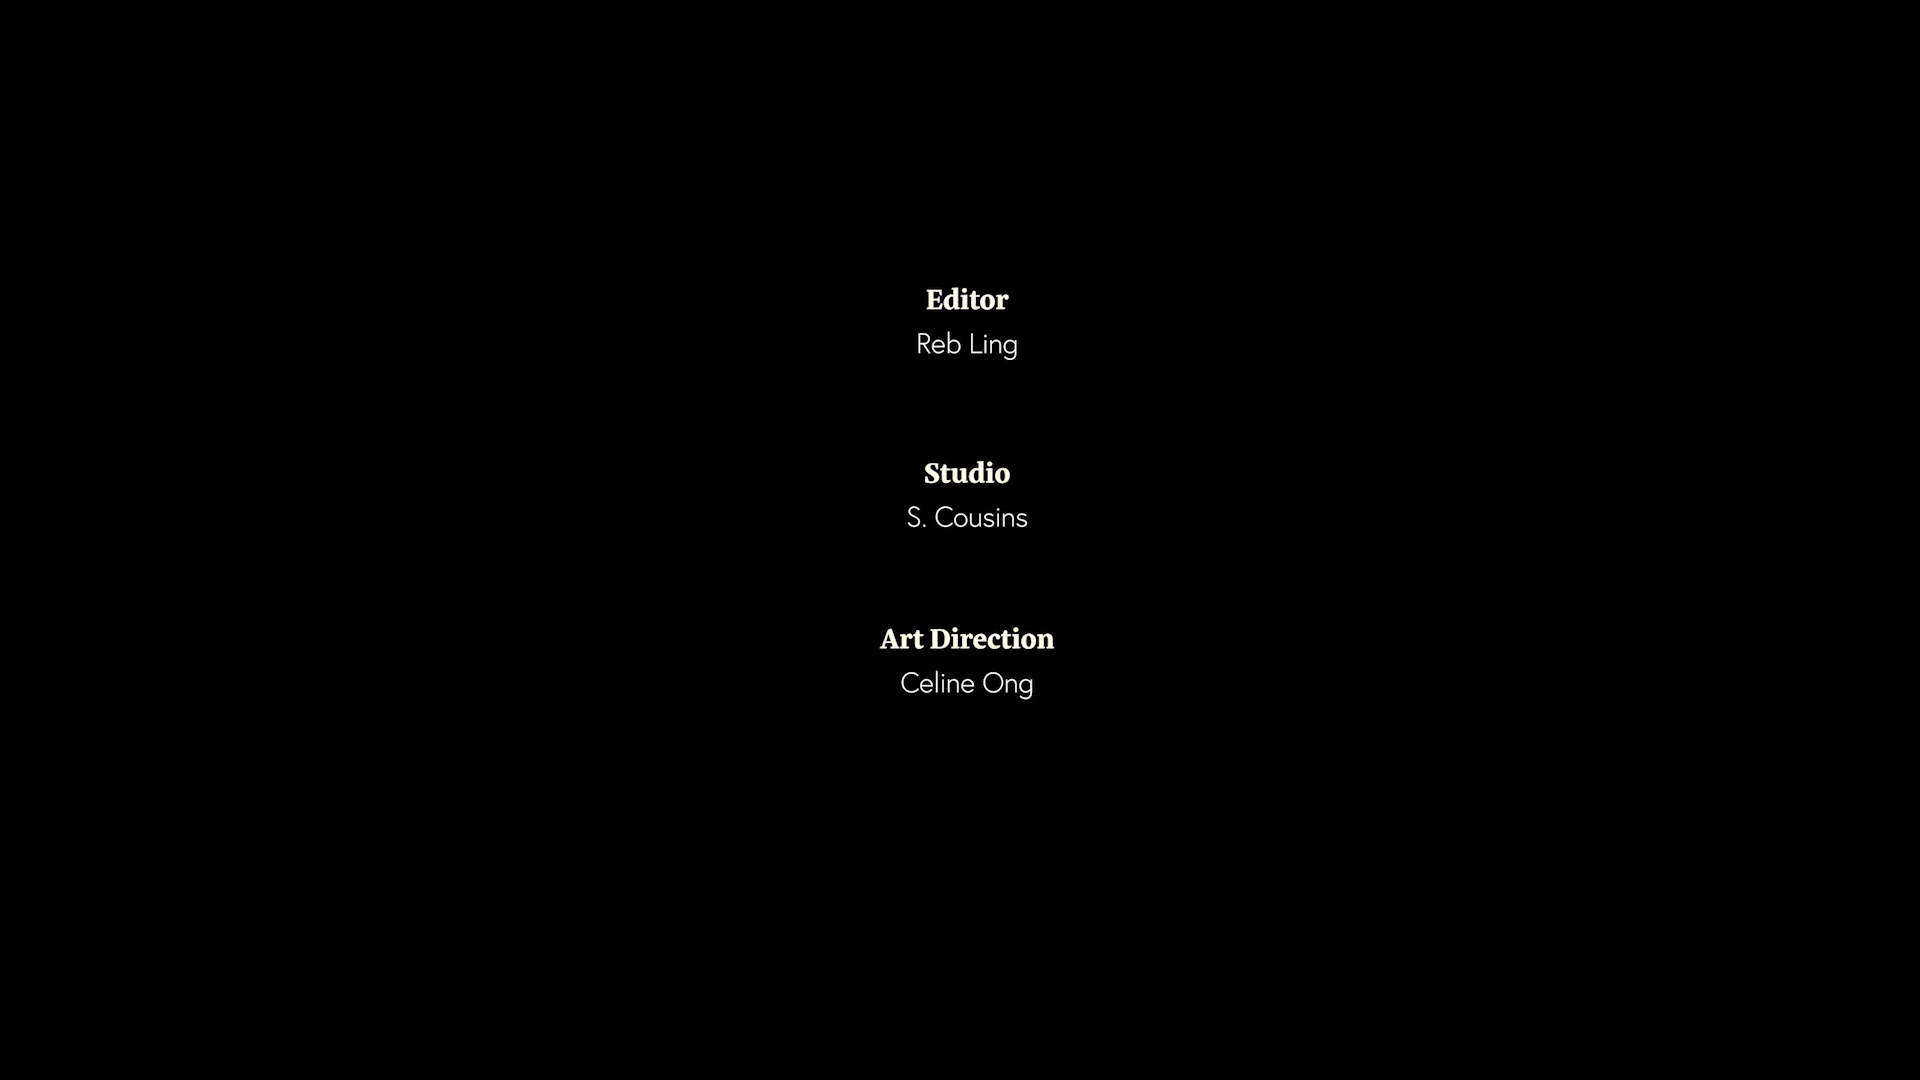 Editor
Reb Ling
Studio
S. Cousins
Art Direction
Celine Ong